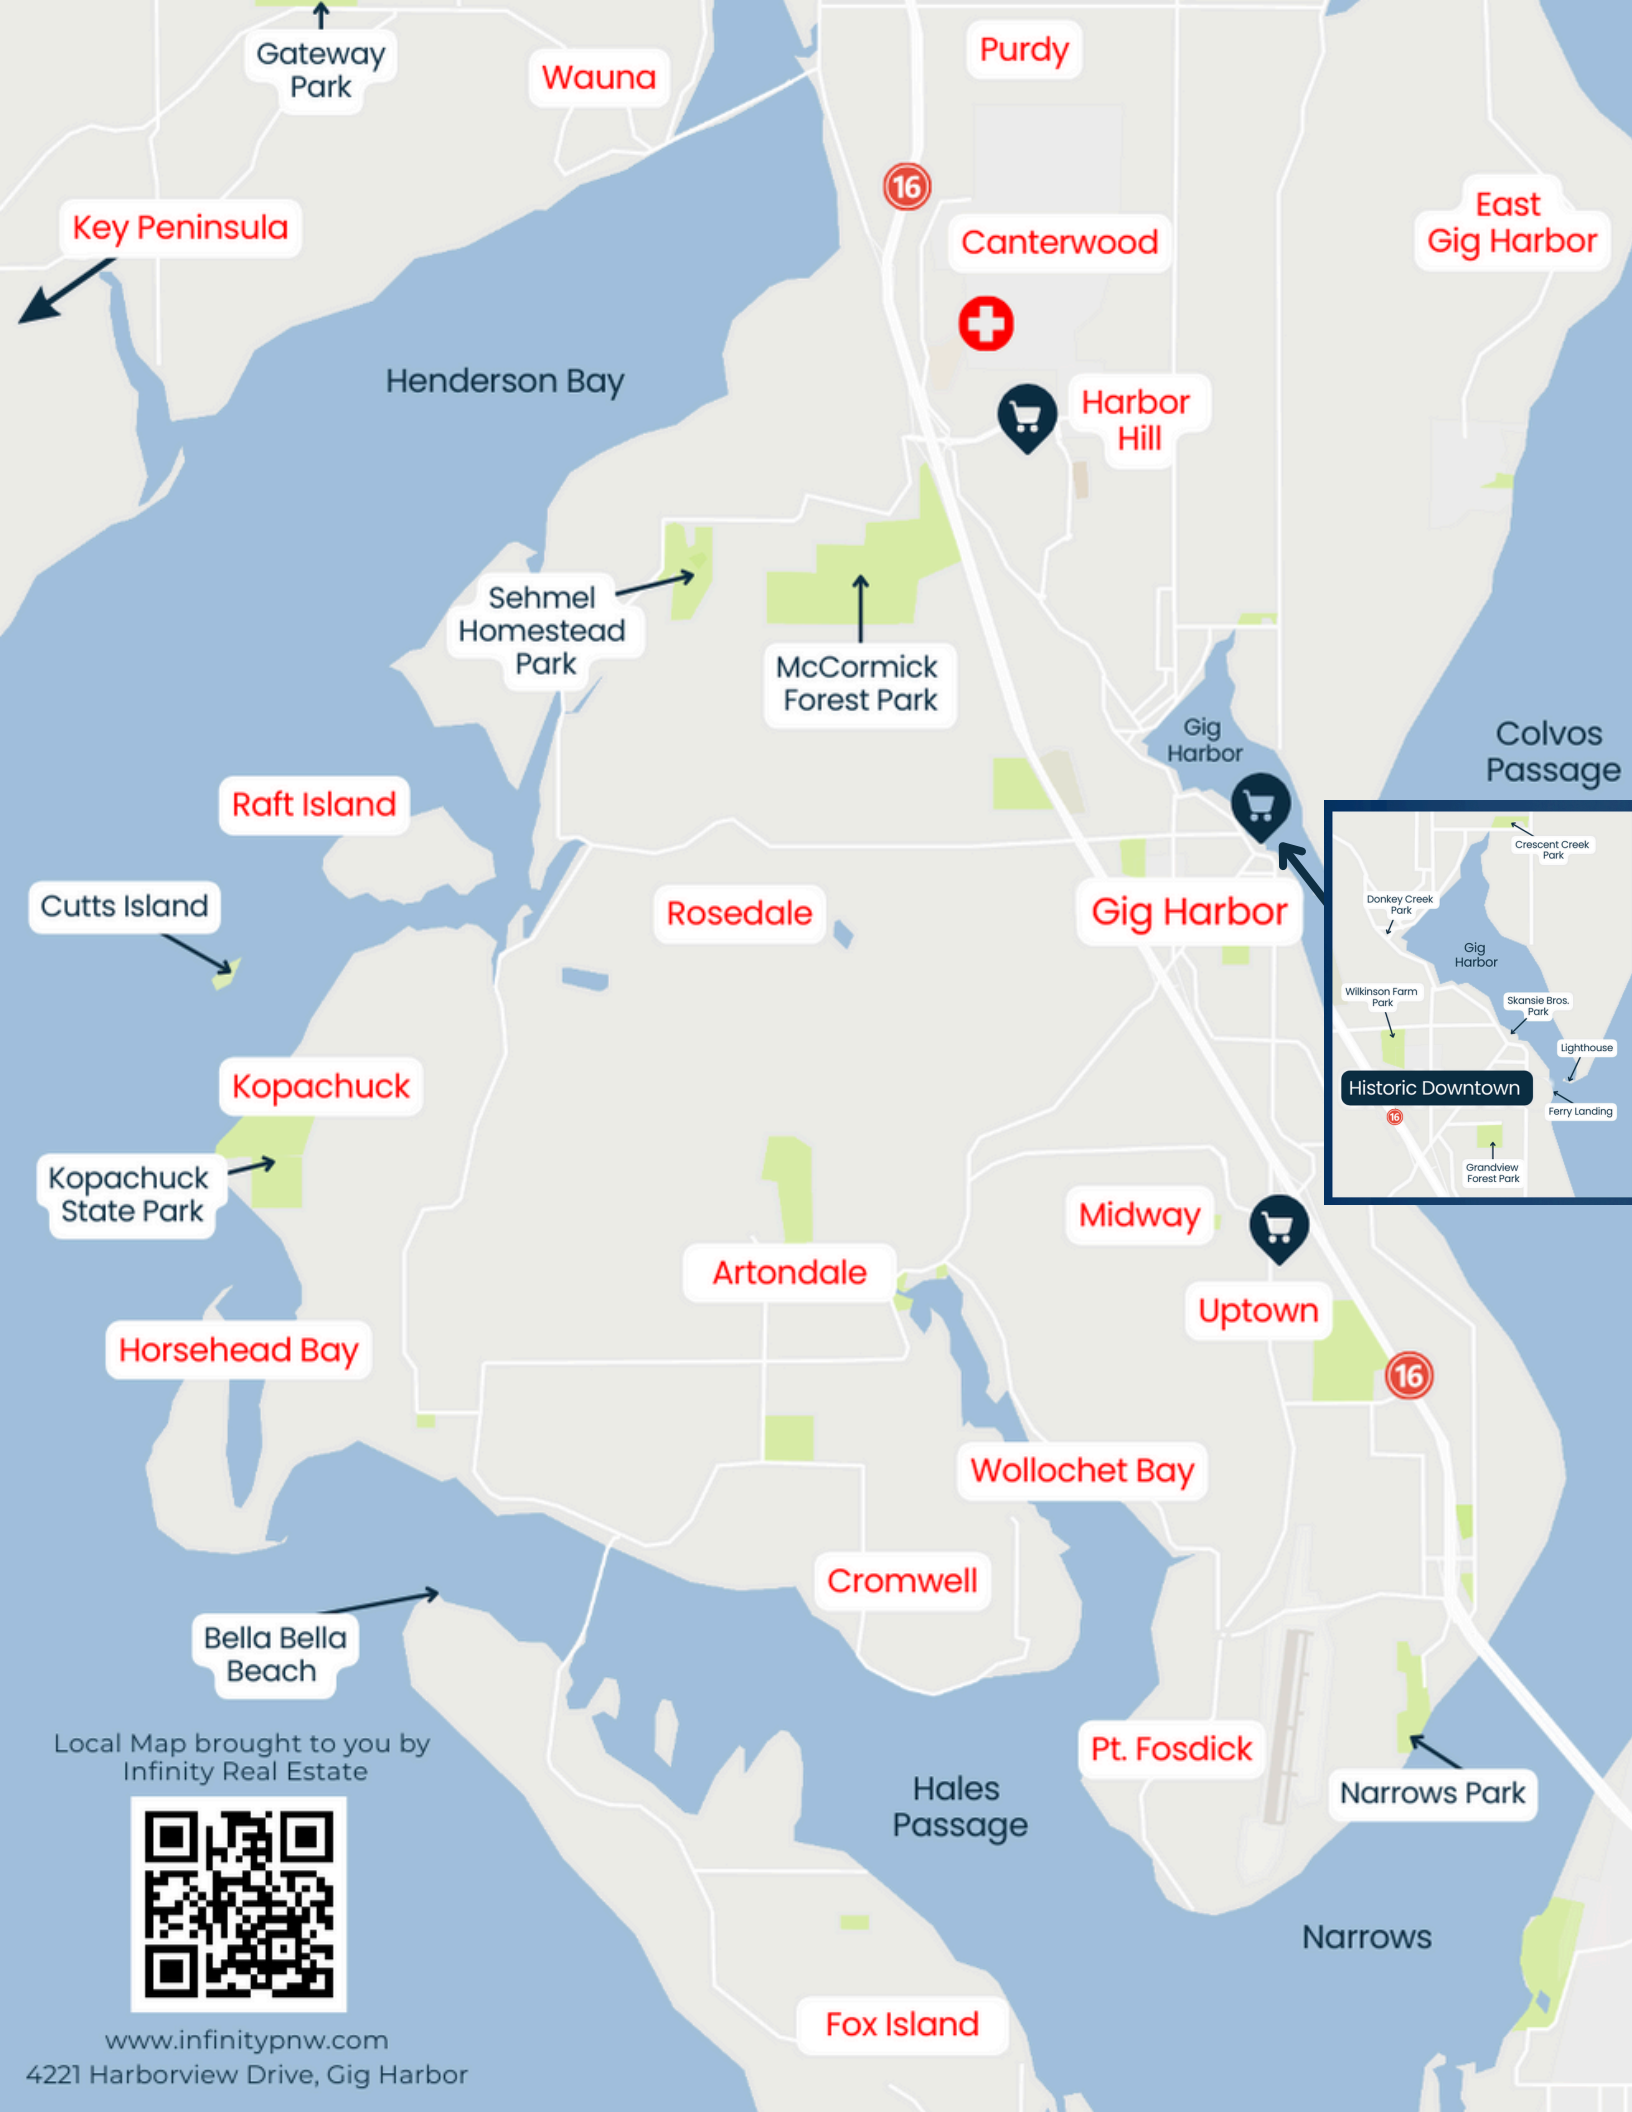 Gateway
Park
Wauna
Purdy
16
Key Peninsula
Canterwood
East
Gig Harbor
Henderson Bay
Harbor
Hill
Sehmel
Homestead
Park
McCormick
Forest Park
Gig
Harbor
Colvos
Passage
Raft Island
Cutts Island
Rosedale
Gig Harbor
Crescent Creek
Park
Donkey Creek
Park
Gig
Harbor
Wilkinson Farm
Park
Skansie Bros.
Park
Lighthouse
Historic Downtown
Ferry Landing
16
Grandview
Forest Park
Kopachuck
Kopachuck
State Park
Midway
Artondale
Uptown
Horsehead Bay
16
Wollochet Bay
Cromwell
Bella Bella
Beach
Pt. Fosdick
Narrows Park
Hales
Passage
Narrows
Fox Island
Local Map brought to you by
Infinity Real Estate
www.infinitypnw.com
4221 Harborview Drive, Gig Harbor